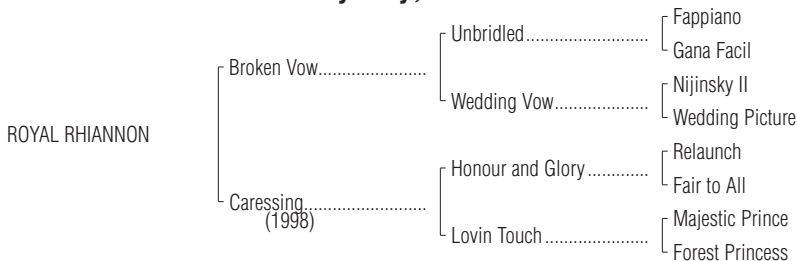 Fappiano
Unbridled
Gana Facil
Broken Vow
Nijinsky II
Wedding Vow
Wedding Picture
ROYAL RHIANNON
Relaunch
Honour and Glory
Fair to All
Caressing
(1998)
Majestic Prince
Lovin Touch
Forest Princess